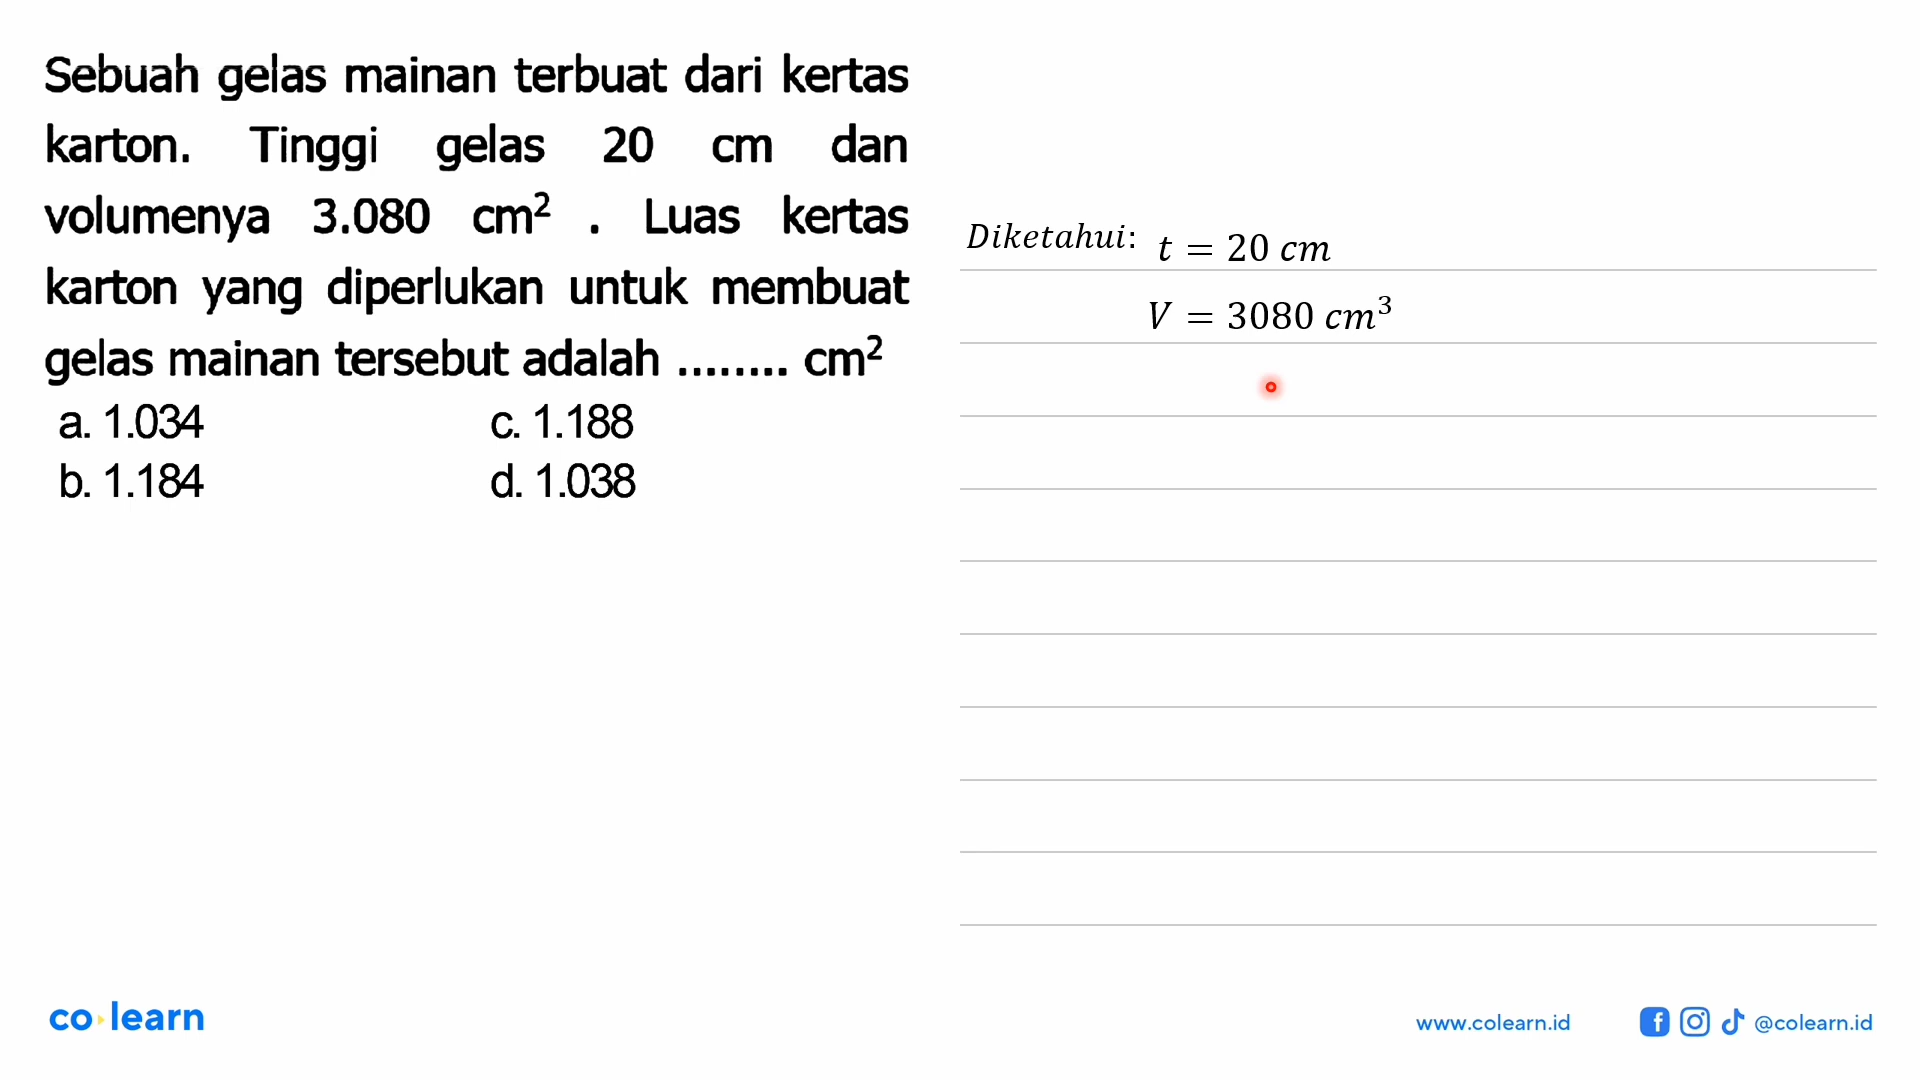 Sebuah gelas mainan terbuat dari kertas
karton. Tinggi gelas 20 cm dan
volumenya 3.080 cm² . Luas kertas
karton yang diperlukan untuk membuat
gelas mainan tersebut adalah ........ cm²
a. 1.034 c. 1.188
b. 1.184 d. 1.038
Diketahui: t = 20 cm
V = 3080 cm³
co learn
www.colearn.id @colearn.id